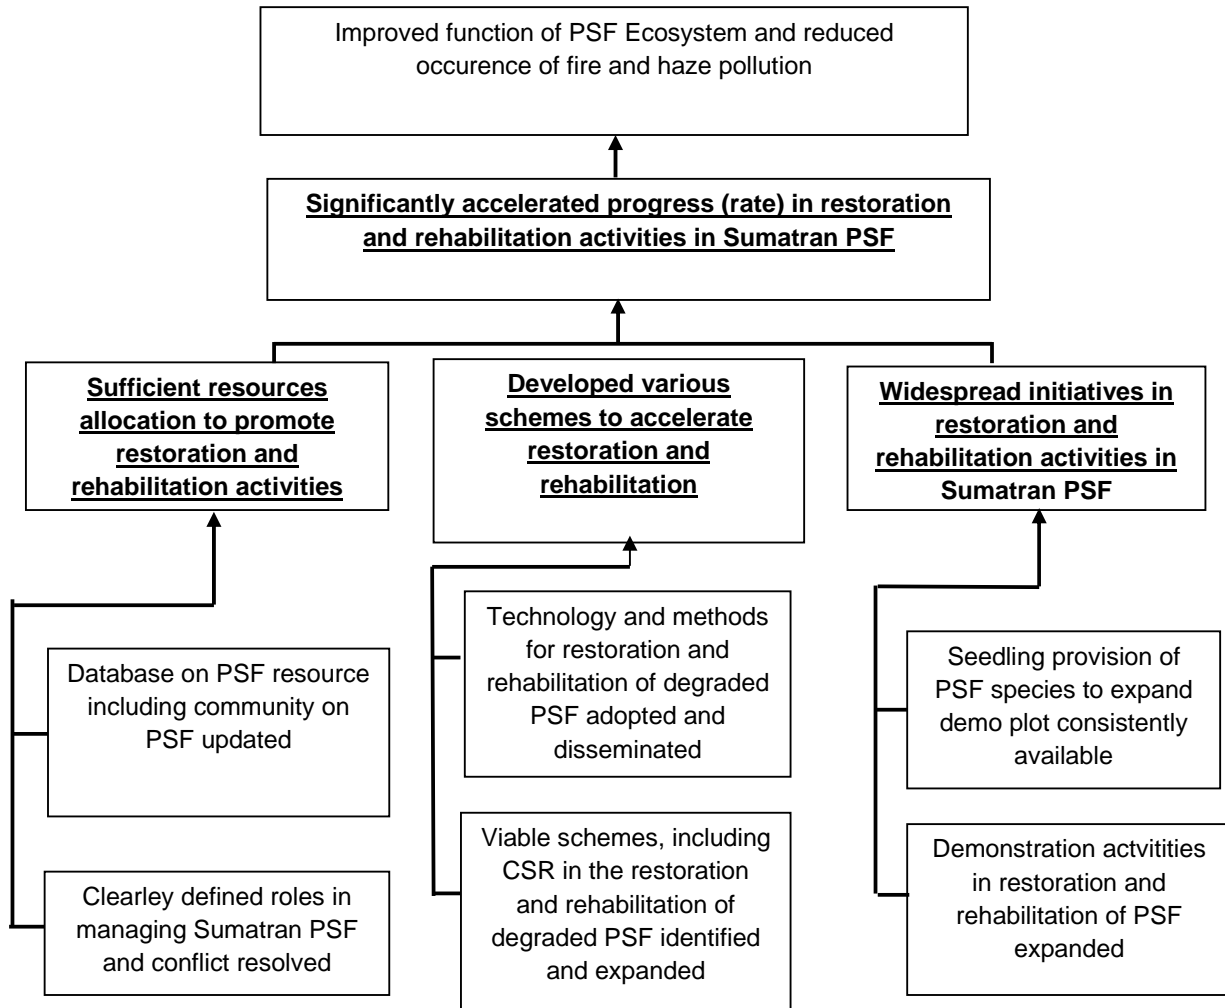 Improved function of PSF Ecosystem and reduced
occurence of fire and haze pollution
Significantly accelerated progress (rate) in restoration
and rehabilitation activities in Sumatran PSF
Sufficient resources
allocation to promote
restoration and
rehabilitation activities
Developed various
schemes to accelerate
restoration and
rehabilitation
Widespread initiatives in
restoration and
rehabilitation activities in
Sumatran PSF
Database on PSF resource
including community on
PSF updated
Clearley defined roles in
managing Sumatran PSF
and conflict resolved
Technology and methods
for restoration and
rehabilitation of degraded
PSF adopted and
disseminated
Viable schemes, including
CSR in the restoration
and rehabilitation of
degraded PSF identified
and expanded
Seedling provision of
PSF species to expand
demo plot consistently
available
Demonstration actvitities
in restoration and
rehabilitation of PSF
expanded